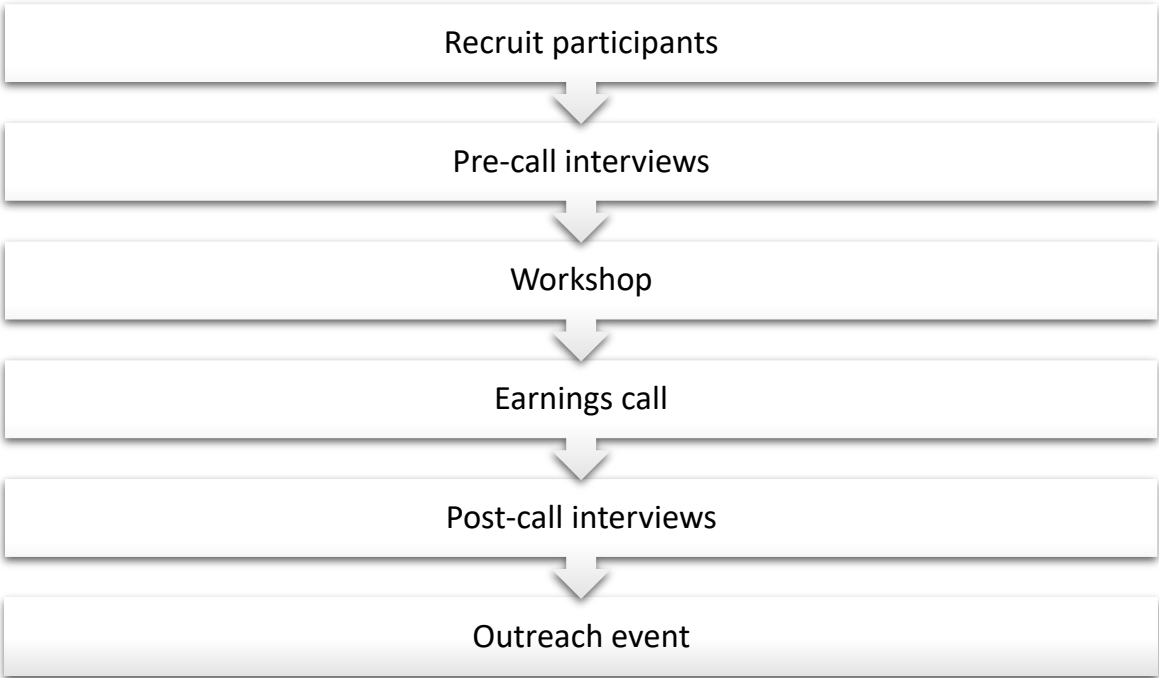 Recruit participants
Pre-call interviews
Workshop
Earnings call
Post-call interviews
Outreach event